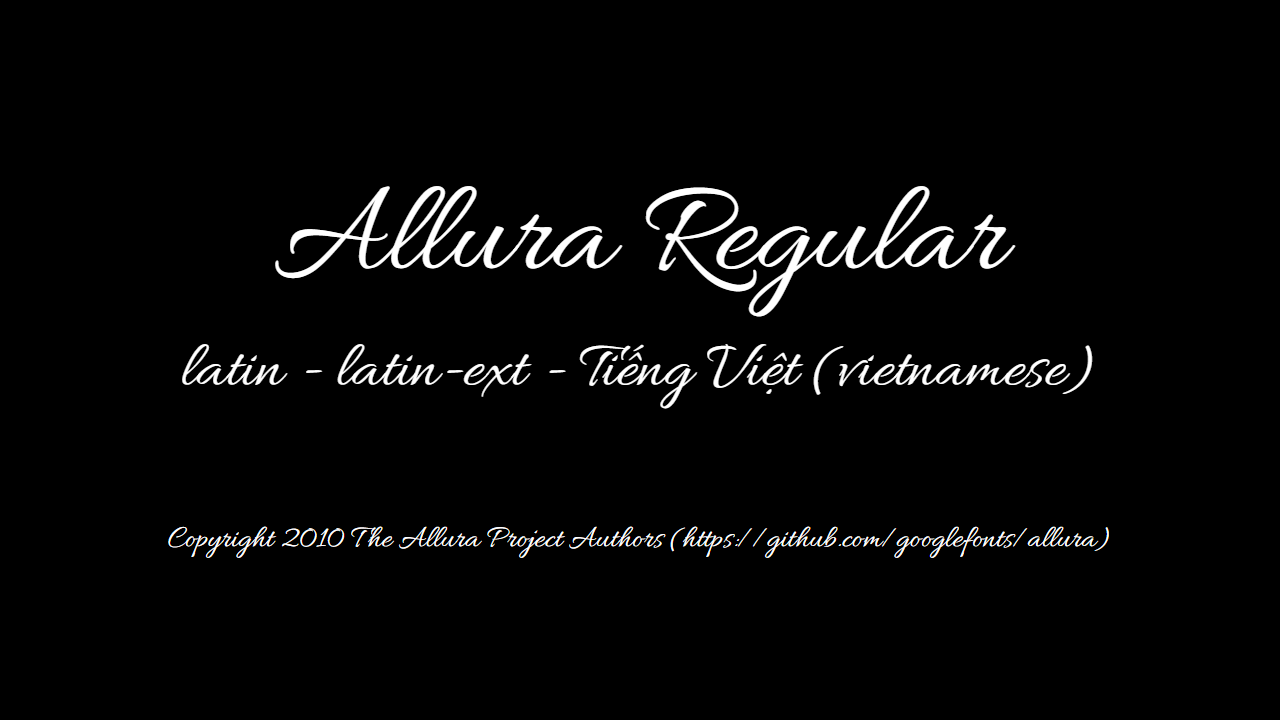 Allura Regular
latin - latin-ext - Tiếng Việt (vietnamese)
Copyright 2010 The Allura Project Authors (https://github.com/googlefonts/allura)